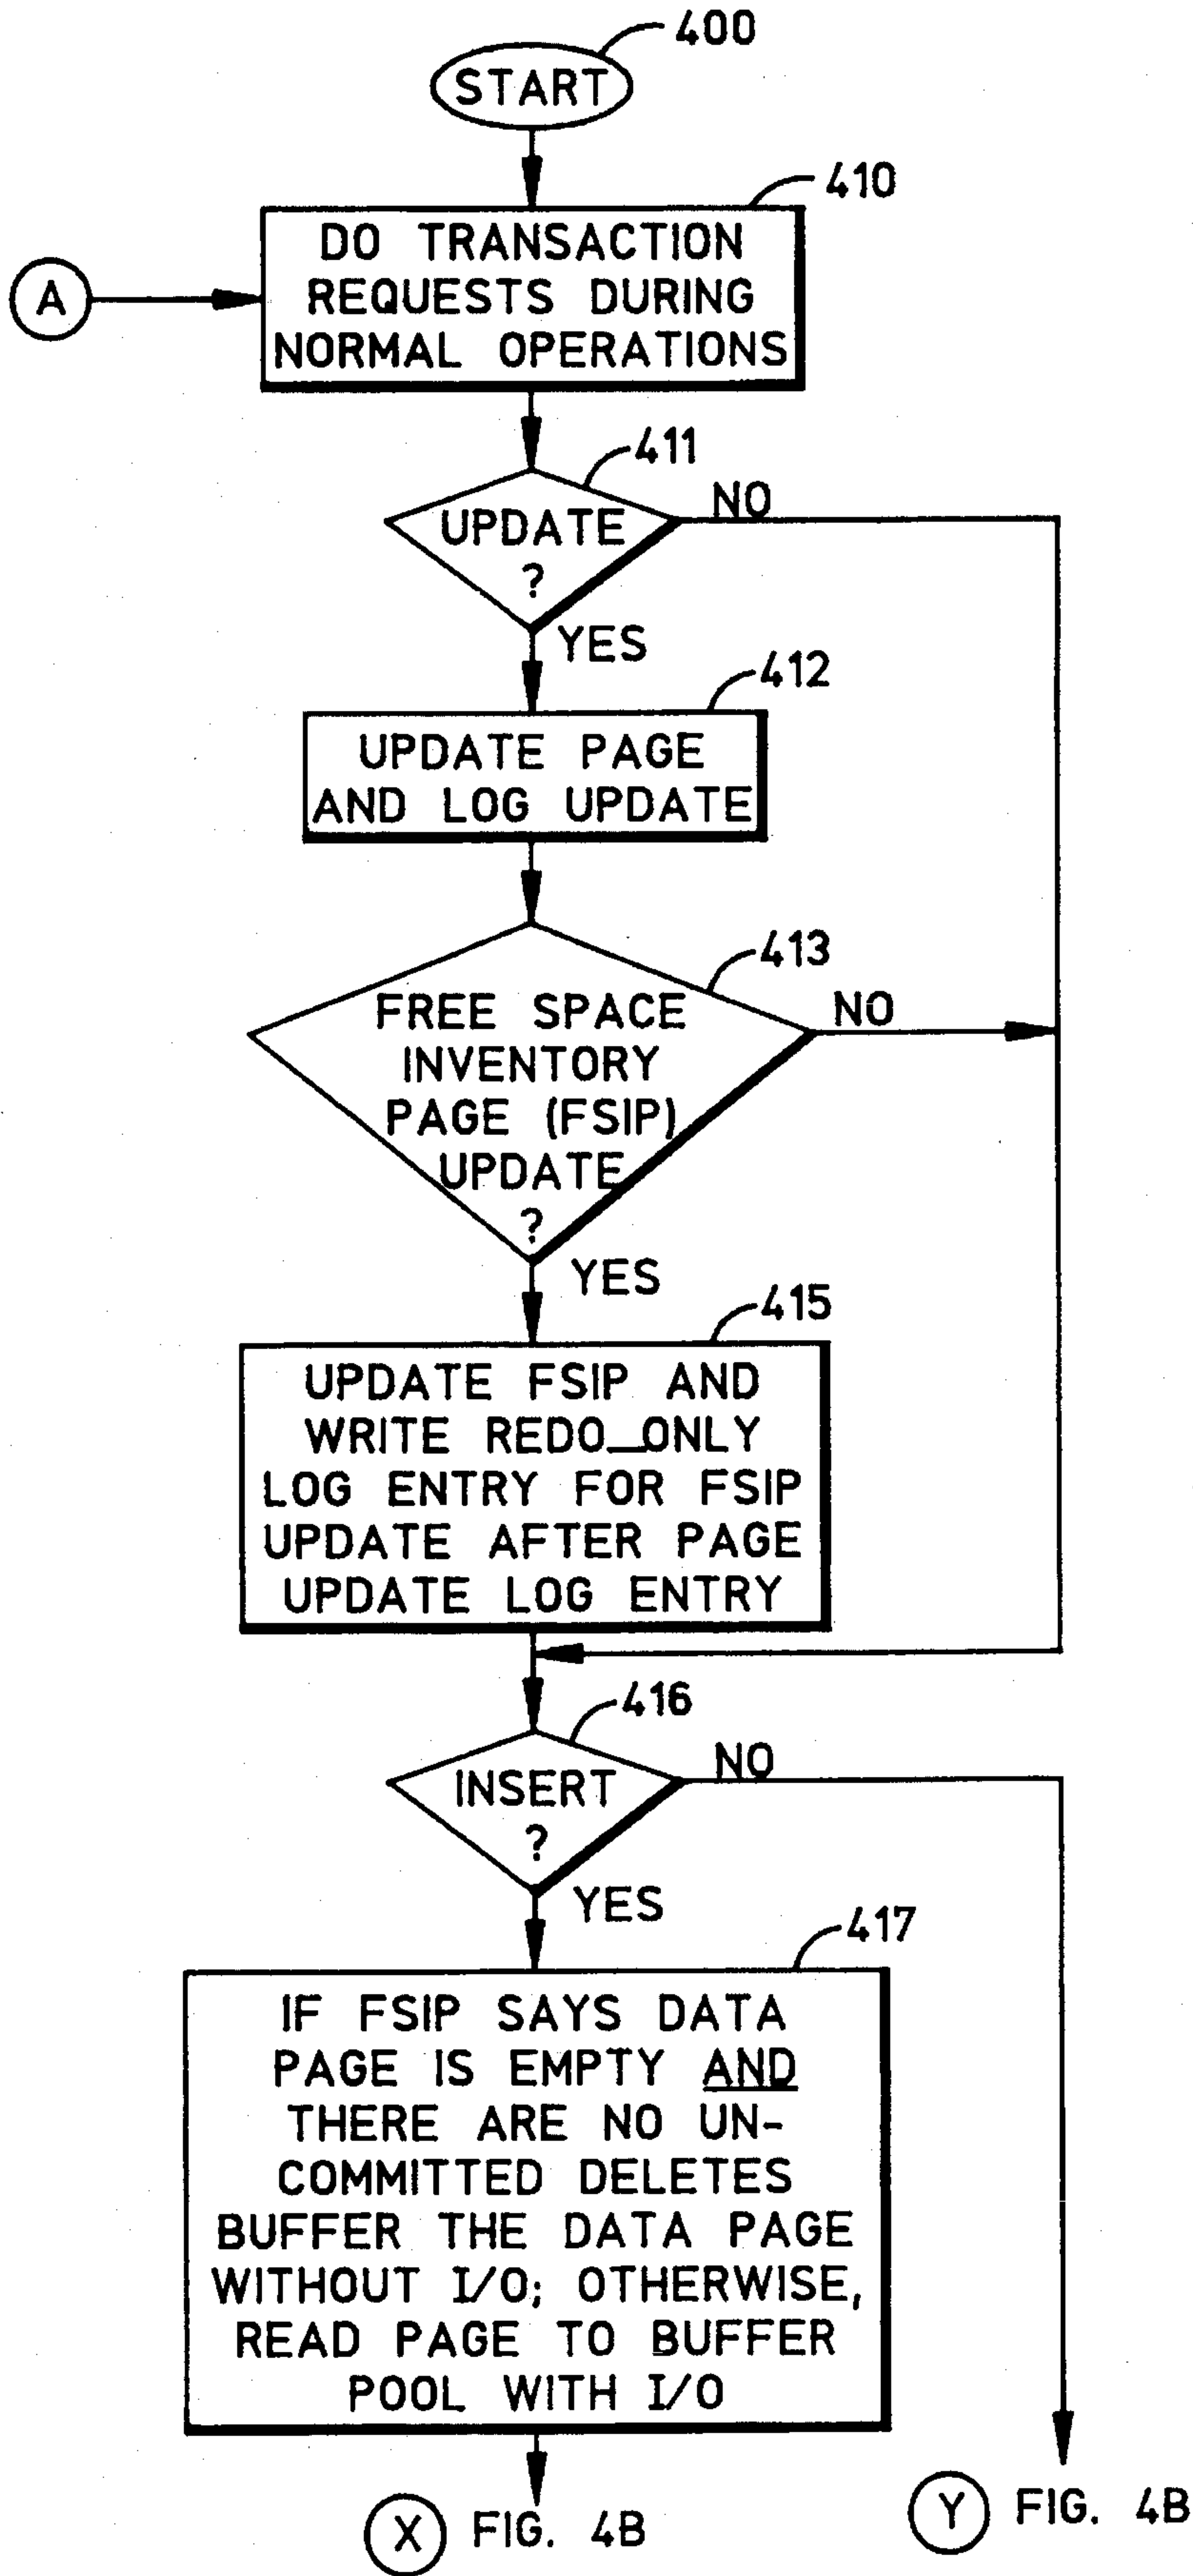 400
START
410
DO TRANSACTION
REQUESTS DURING
NORMAL OPERATIONS
A
411
UPDATE
?
NO
YES
412
UPDATE PAGE
AND LOG UPDATE
413
FREE SPACE
INVENTORY
PAGE (FSIP)
UPDATE
?
NO
YES
415
UPDATE FSIP AND
WRITE REDO_ONLY
LOG ENTRY FOR FSIP
UPDATE AFTER PAGE
UPDATE LOG ENTRY
416
INSERT
?
NO
YES
417
IF FSIP SAYS DATA
PAGE IS EMPTY AND
THERE ARE NO UN-
COMMITTED DELETES
BUFFER THE DATA PAGE
WITHOUT I/O; OTHERWISE,
READ PAGE TO BUFFER
POOL WITH I/O
X FIG. 4B
Y FIG. 4B